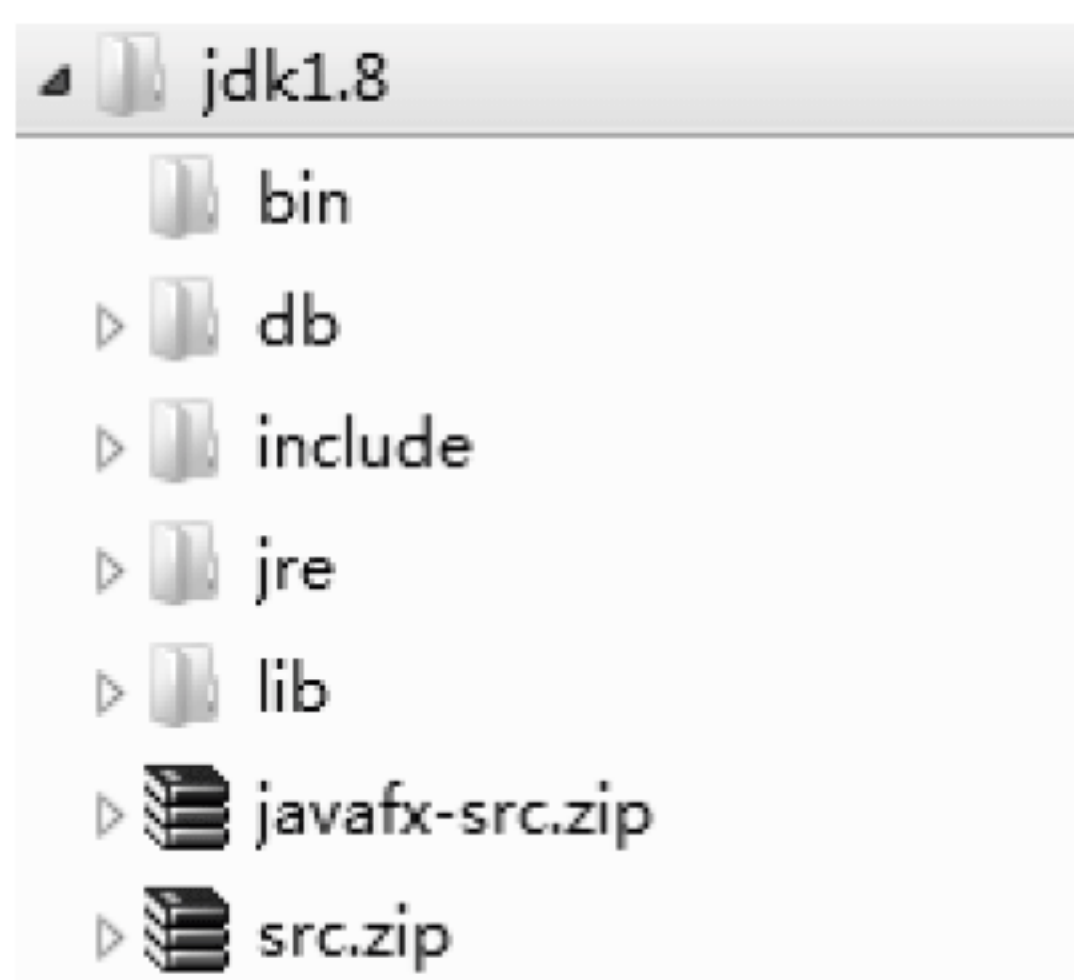 jdk1.8
bin
db
include
jre
lib
javafx-src.zip
src.zip